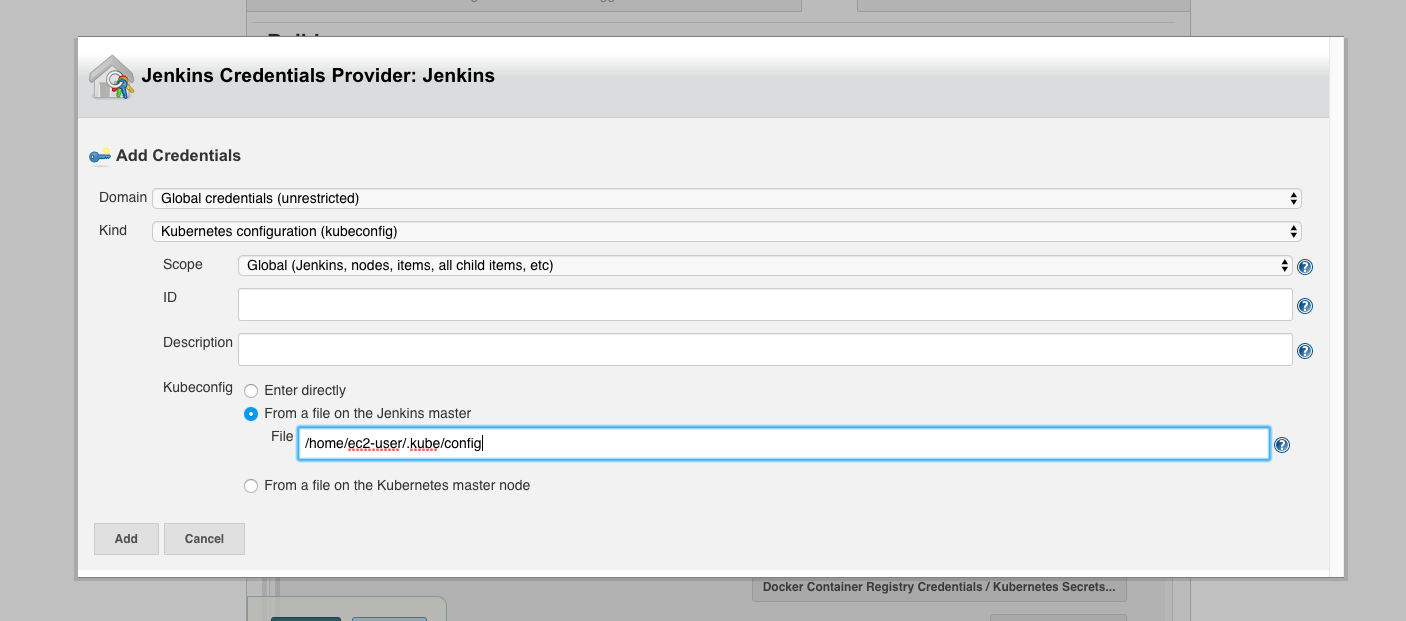 Jenkins Credentials Provider: Jenkins
Add Credentials
Domain Global credentials (unrestricted)
Kind Kubernetes configuration (kubeconfig)
Scope Global (Jenkins, nodes, items, all child items, etc)
ID
Description
Kubeconfig Enter directly
From a file on the Jenkins master
File /home/ec2-user/.kube/config
From a file on the Kubernetes master node
Add Cancel
Docker Container Registry Credentials / Kubernetes Secrets...